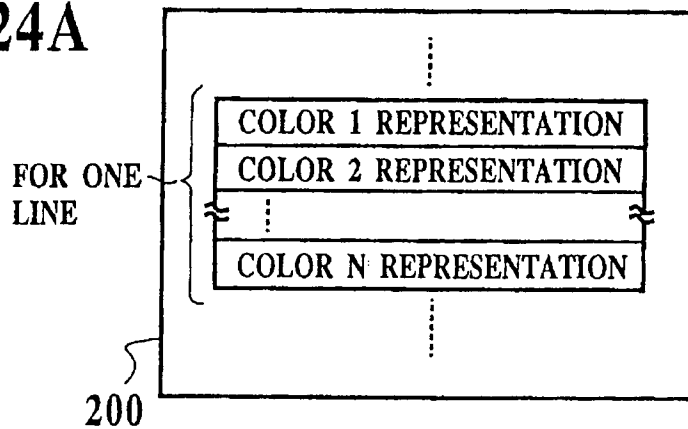 24A
COLOR 1 REPRESENTATION
COLOR 2 REPRESENTATION
FOR ONE
LINE
COLOR N REPRESENTATION
200